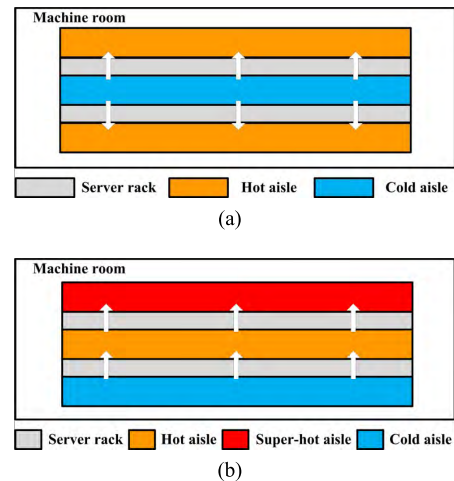 Machine room
Server rack Hot aisle Cold aisle
(a)
Machine room
Server rack Hot aisle Super-hot aisle Cold aisle
(b)